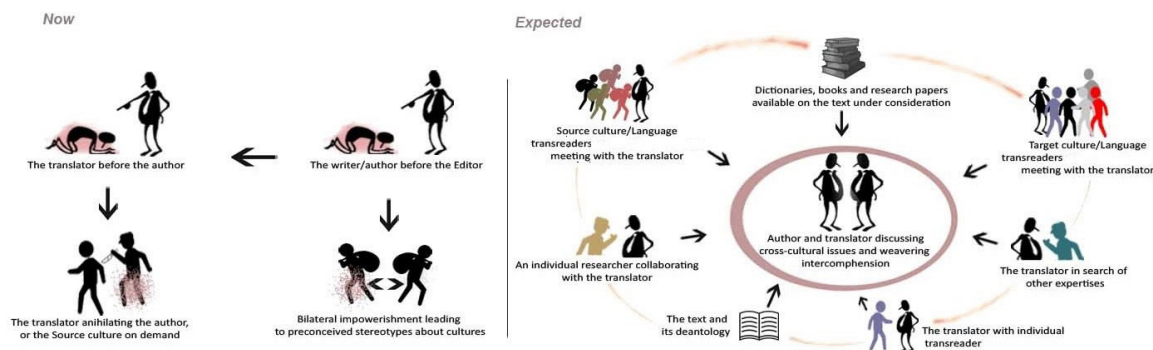 Now
The translator before the author
The writer/author before the Editor
The translator anihilating the author,
or the Source culture on demand
Bilateral impowerishment leading
to preconceived stereotypes about cultures
Expected
Dictionaries, books and research papers
available on the text under consideration
Source culture/Language
transreaders
meeting with the translator
Target culture/Language
transreaders
meeting with the translator
Author and translator discussing
cross-cultural issues and weavering
intercomphension
An individual researcher collaborating
with the translator
The translator in search of
other expertises
The text and
its deantology
The translator with individual
transreader